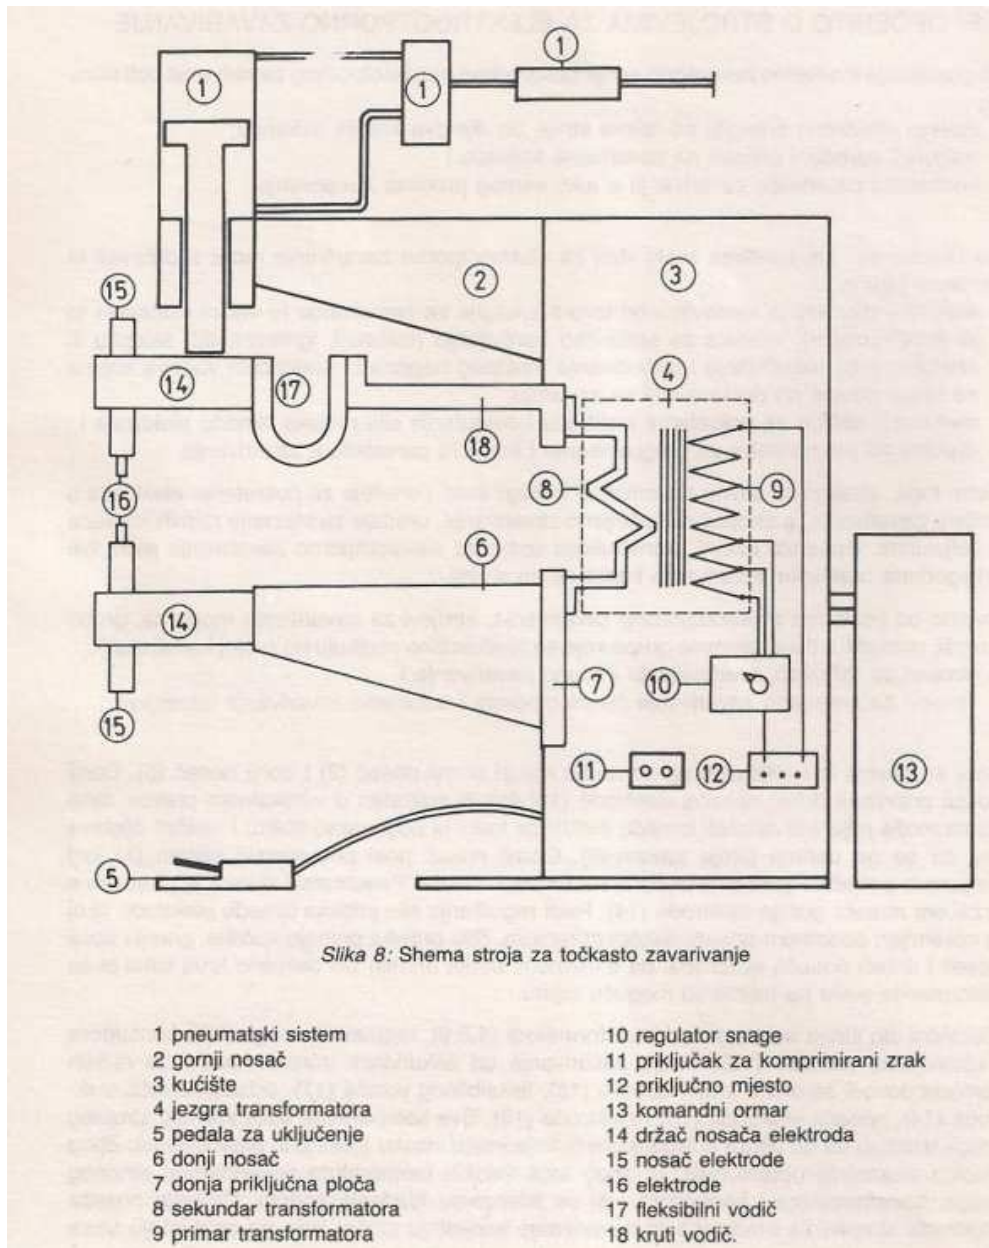 1
1
1
2
3
15
4
14
17
18
8
9
16
6
14
7
10
15
11
12
13
5
Slika 8: Shema stroja za točkasto zavarivanje
1 pneumatski sistem
2 gornji nosač
3 kućište
4 jezgra transformatora
5 pedala za uključenje
6 donji nosač
7 donja priključna ploča
8 sekundar transformatora
9 primar transformatora
10 regulator snage
11 priključak za komprimirani zrak
12 priključno mjesto
13 komandni ormar
14 držač nosača elektroda
15 nosač elektrode
16 elektrode
17 fleksibilni vodič
18 kruti vodič.